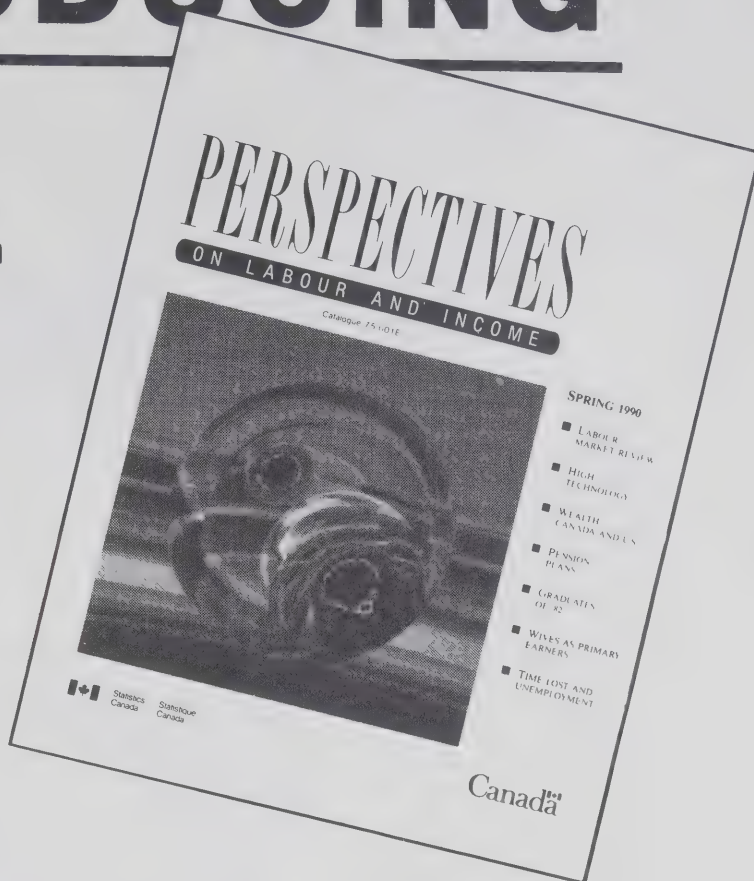 PERSPECTIVES
ON LABOUR AND INCOME
Catalogue 75-001E
SPRING 1990
■ LABOUR
MARKET REVIEW
■ HIGH
TECHNOLOGY
■ WEALTH
CANADA AND US
■ PENSION
PLANS
■ GRADUATES
OF '82
■ WIVES AS PRIMARY
EARNERS
■ TIME LOST AND
UNEMPLOYMENT
Statistics Statistique
Canada Canada
Canada